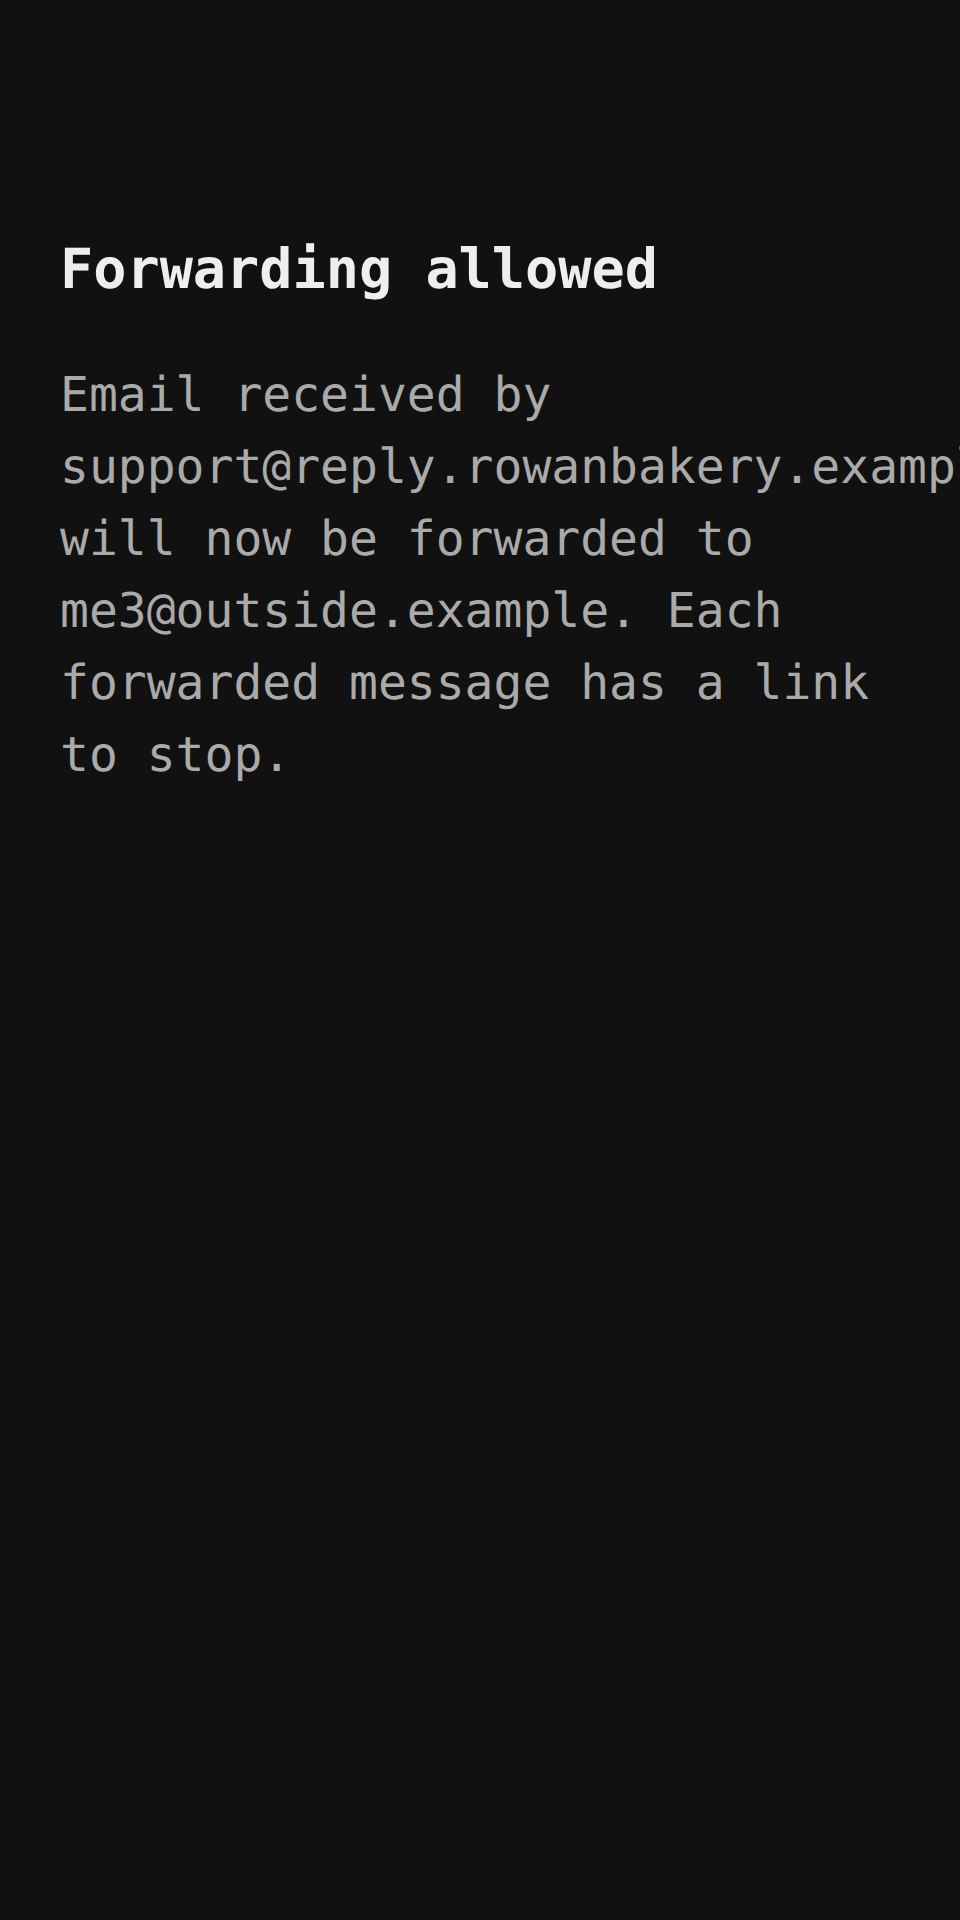 Forwarding allowed
Email received by
support@reply.rowanbakery.exampl
will now be forwarded to
me3@outside.example. Each
forwarded message has a link
to stop.